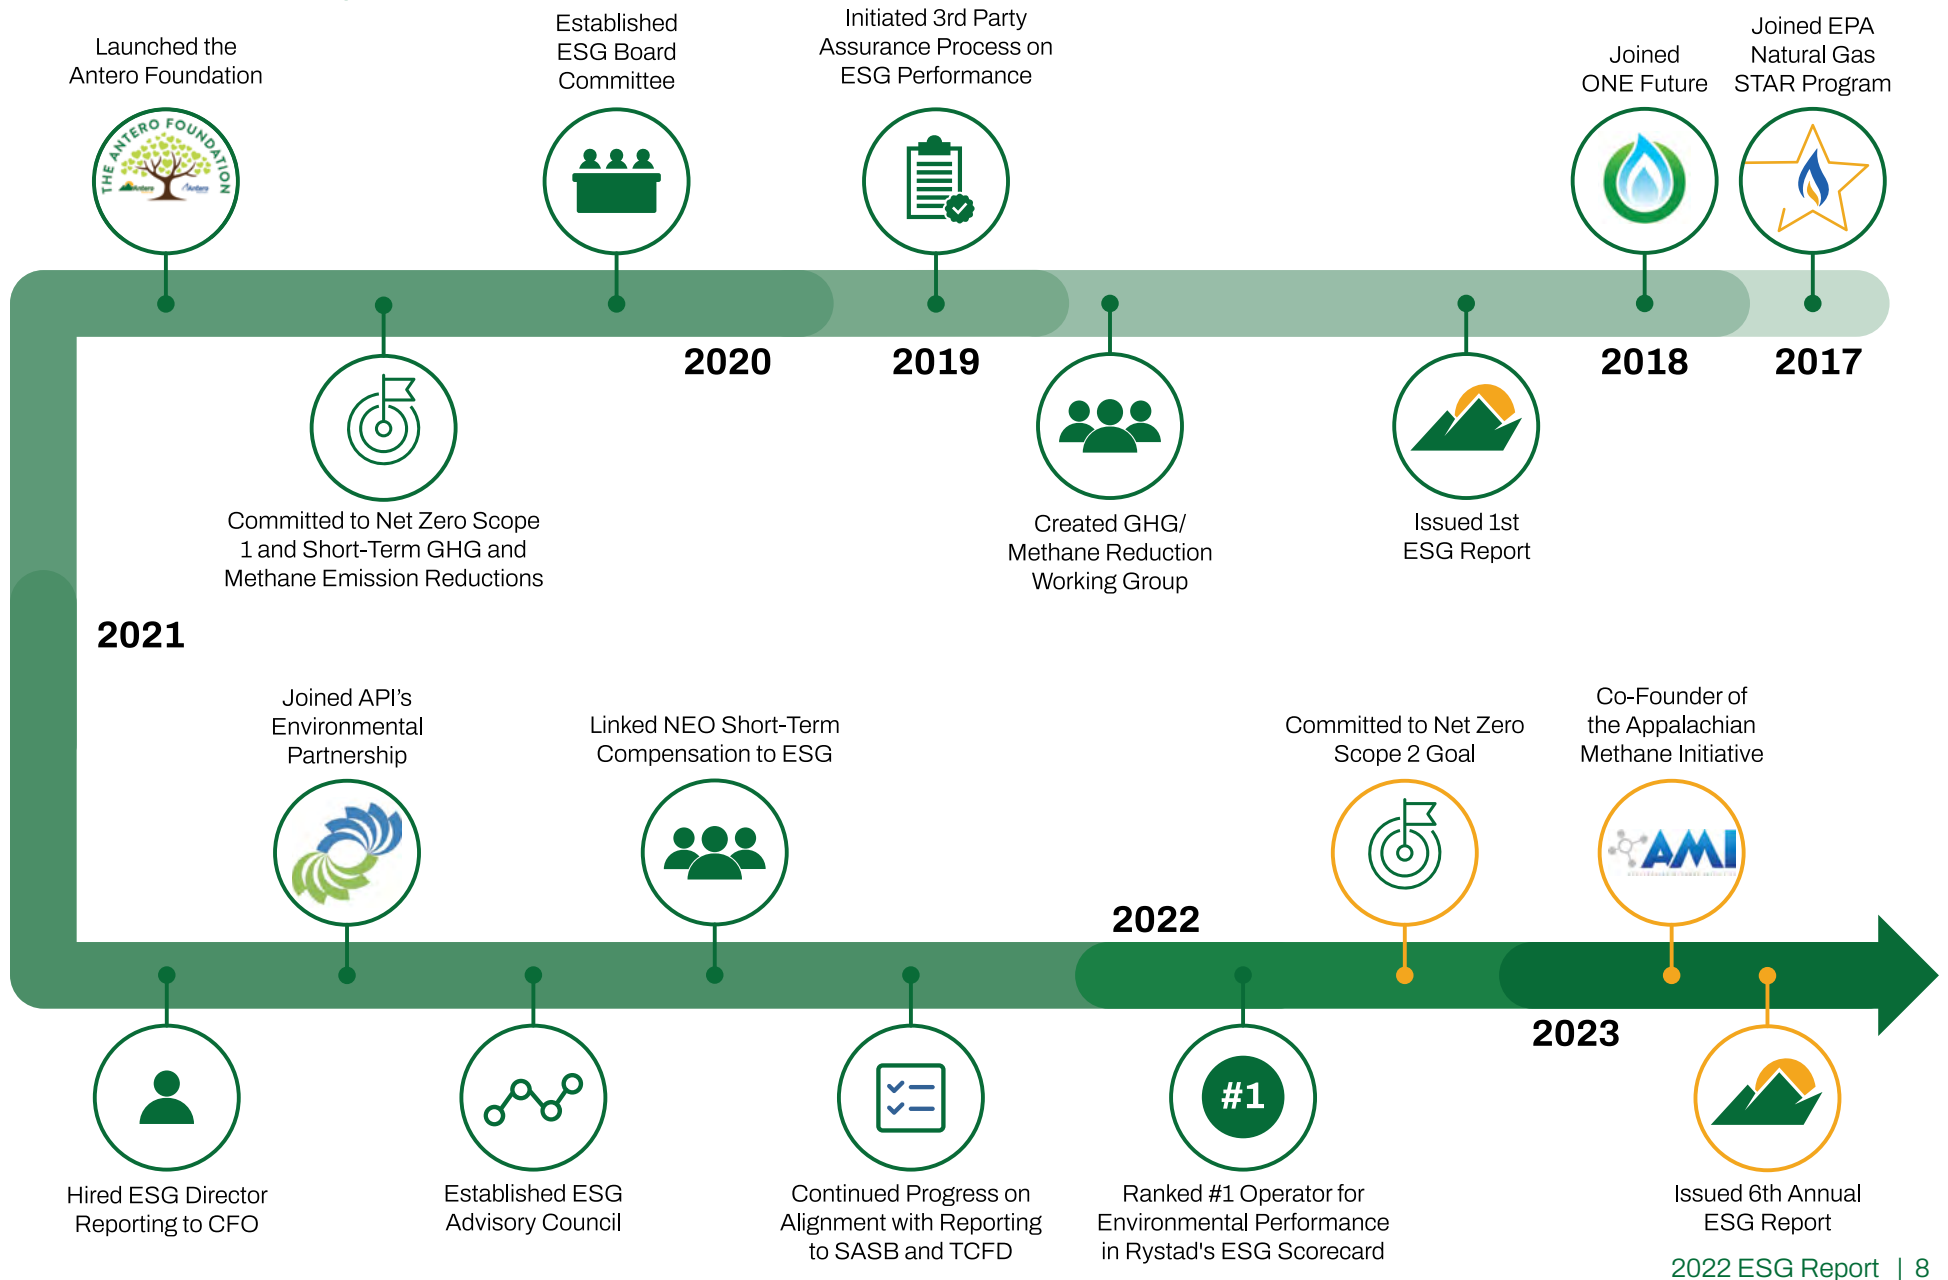 Launched the
Antero Foundation
Established
ESG Board
Committee
Initiated 3rd Party
Assurance Process on
ESG Performance
Joined
ONE Future
Joined EPA
Natural Gas
STAR Program
THE ANTERO FOUNDATION
Antero
Antero
2020
2019
2018
2017
Committed to Net Zero Scope
1 and Short-Term GHG and
Methane Emission Reductions
Created GHG/
Methane Reduction
Working Group
Issued 1st
ESG Report
2021
Joined API's
Environmental
Partnership
Linked NEO Short-Term
Compensation to ESG
Committed to Net Zero
Scope 2 Goal
Co-Founder of
the Appalachian
Methane Initiative
AMI
2022
2023
#1
Hired ESG Director
Reporting to CFO
Established ESG
Advisory Council
Continued Progress on
Alignment with Reporting
to SASB and TCFD
Ranked #1 Operator for
Environmental Performance
in Rystad's ESG Scorecard
Issued 6th Annual
ESG Report
2022 ESG Report | 8